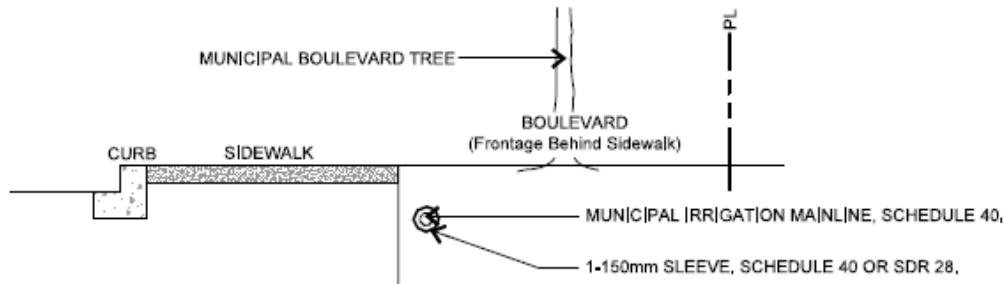 PL
MUNICIPAL BOULEVARD TREE
BOULEVARD
(Frontage Behind Sidewalk)
CURB
SIDEWALK
MUNICIPAL IRRIGATION MAINLINE, SCHEDULE 40,
1-150mm SLEEVE, SCHEDULE 40 OR SDR 28,